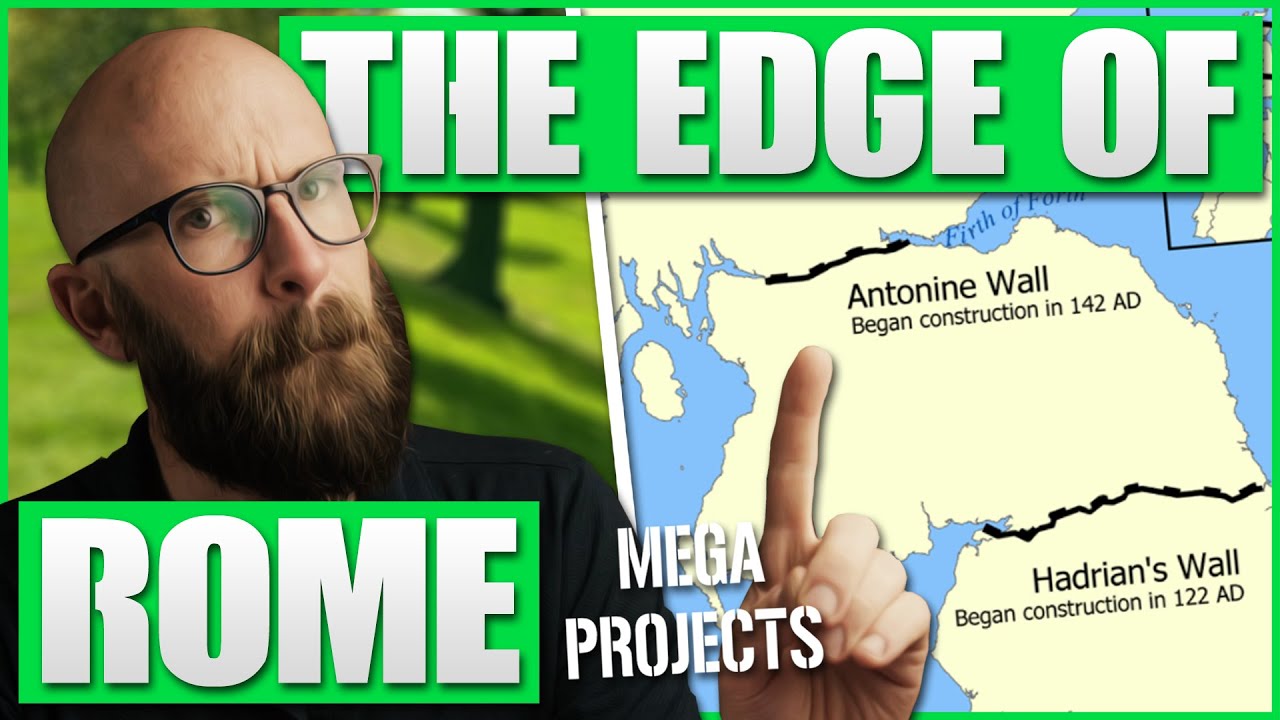 THE EDGE OF
ROME
Firth of Forth
Antonine Wall
Began construction in 142 AD
Hadrian's Wall
Began construction in 122 AD
MEGA
PROJECTS